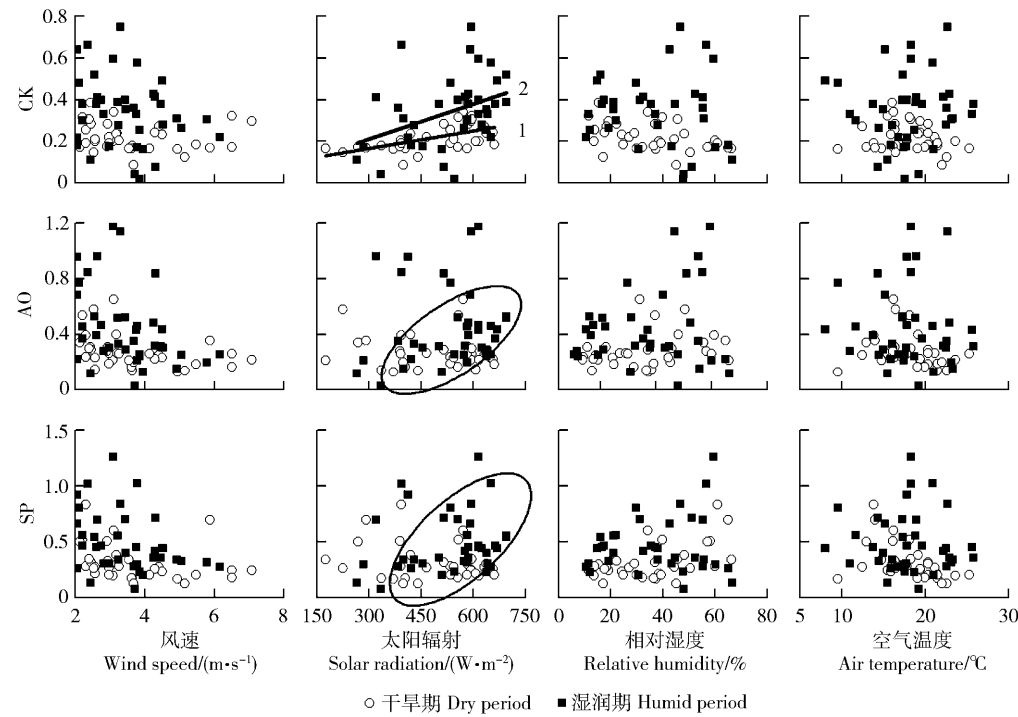 CK
0.8
0.6
0.4
0.2
0
2
1
AO
1.2
0.8
0.4
0
SP
1.5
1.0
0.5
0
2 4 6 8
150 300 450 600 750
0 20 40 60 80
5 10 15 20 25 30
风速 太阳辐射 相对湿度 空气温度
Wind speed/(m·s⁻¹) Solar radiation/(W·m⁻²) Relative humidity/% Air temperature/℃
○ 干旱期 Dry period ■ 湿润期 Humid period